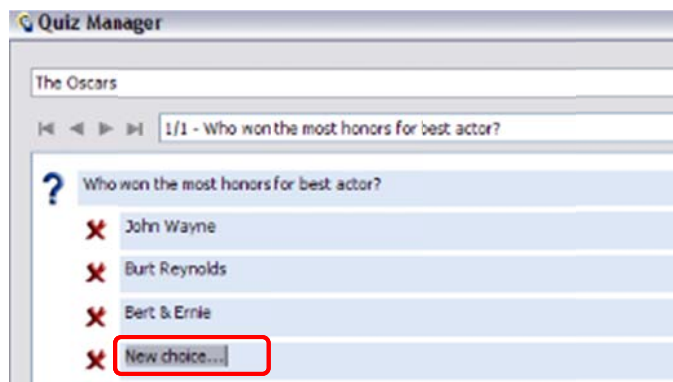 Quiz Manager
The Oscars
1/1 - Who won the most honors for best actor?
Who won the most honors for best actor?
John Wayne
Burt Reynolds
Bert & Ernie
New choice...